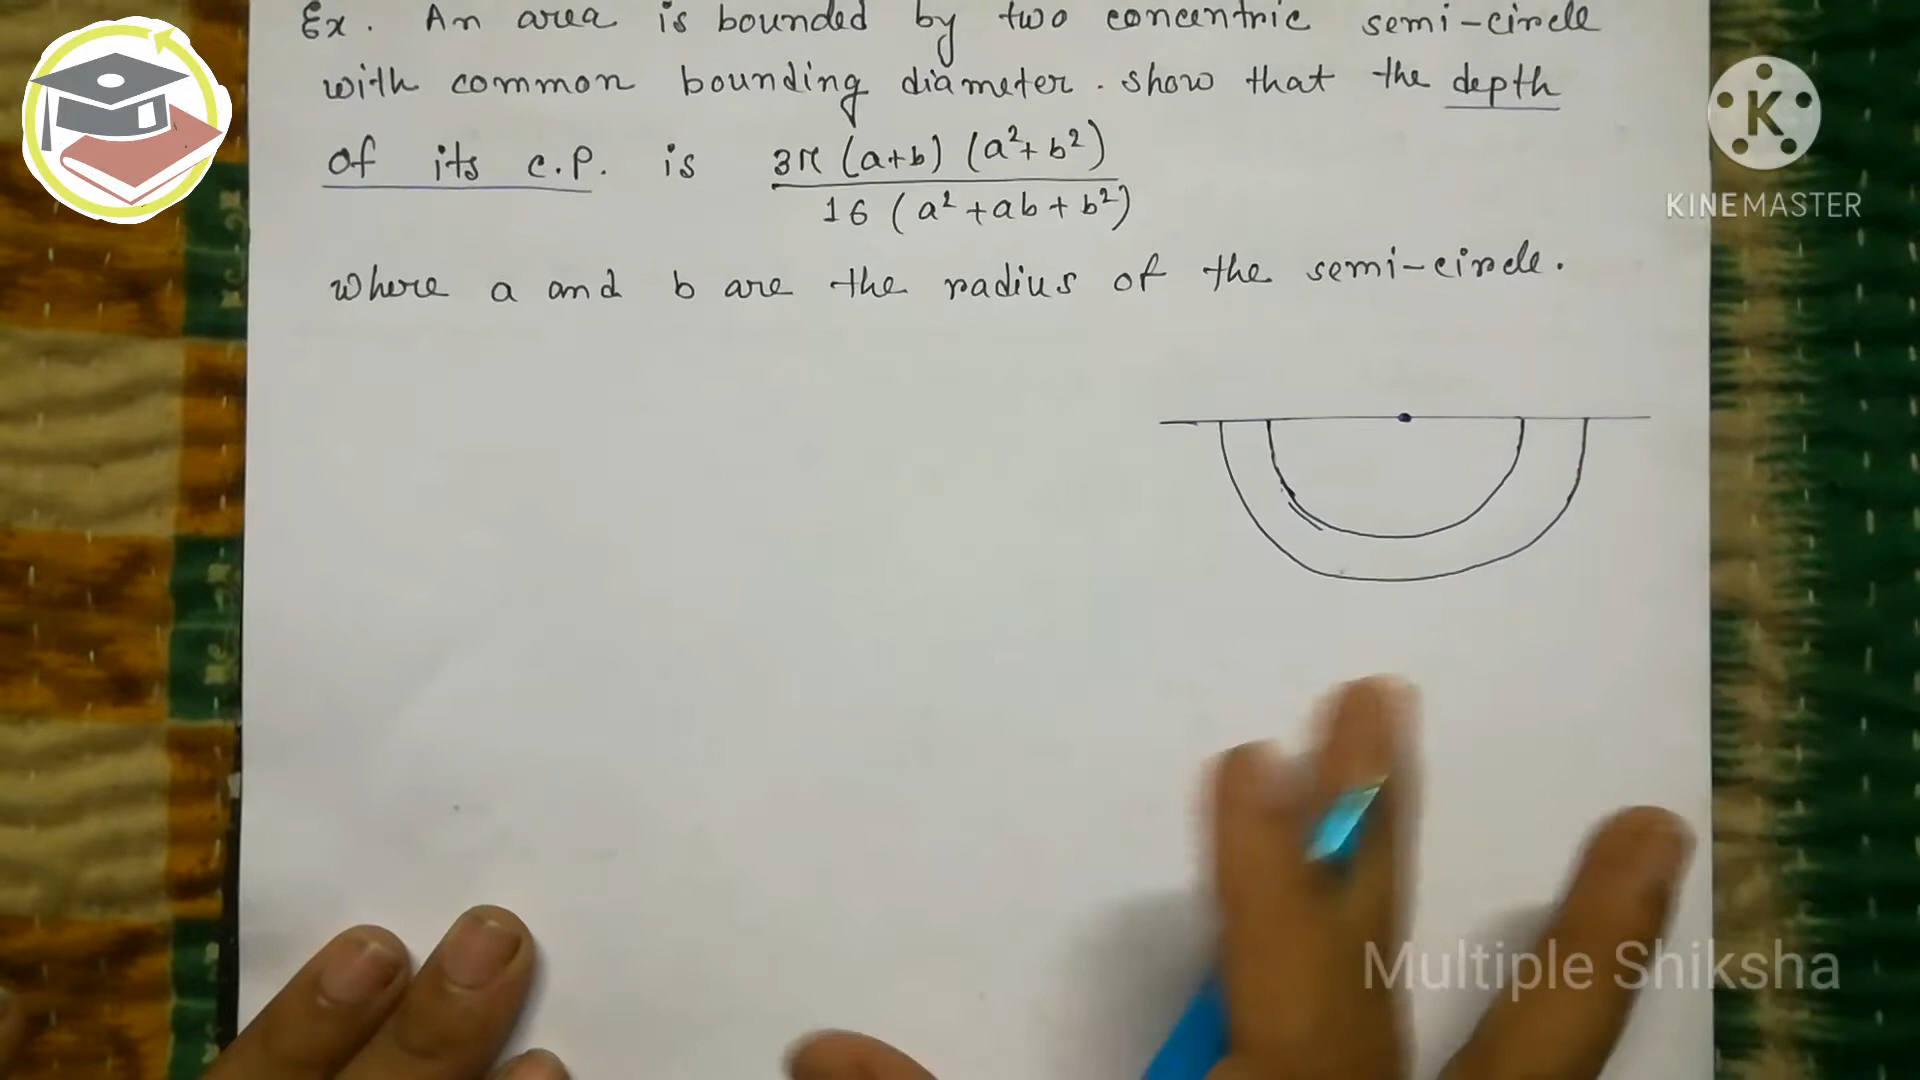 Ex. An area is bounded by two concentric semi-circle
with common bounding diameter. show that the depth
of its C.P. is 3π (a+b) (a²+b²)
16 (a²+ab+b²)
where a and b are the radius of the semi-circle.
K
KINEMASTER
Multiple Shiksha